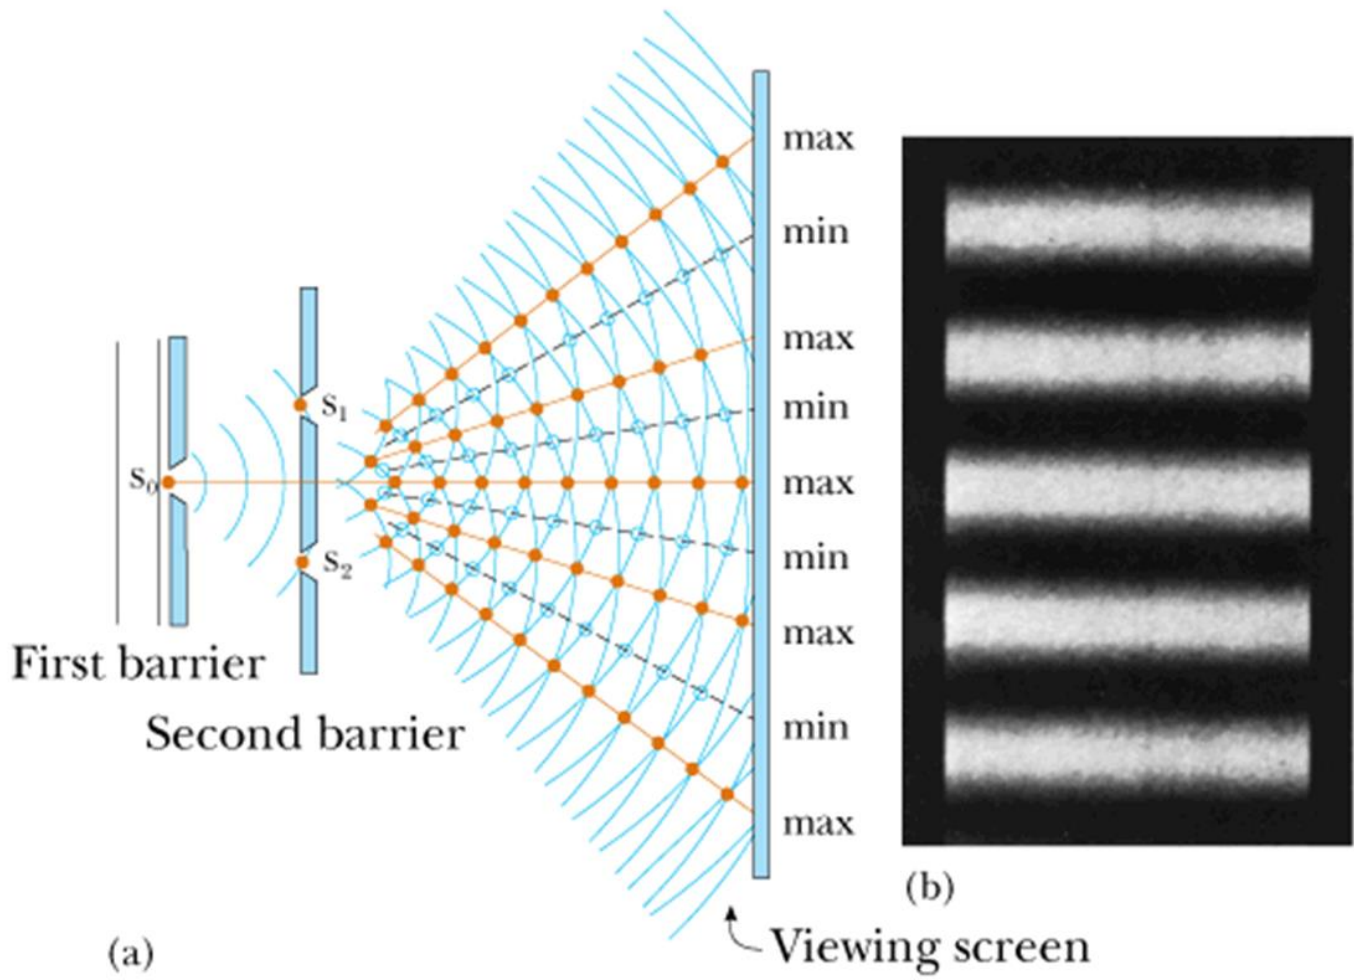 max
min
max
S₁
min
S₀
max
min
S₂
max
First barrier
min
Second barrier
max
(b)
Viewing screen
(a)